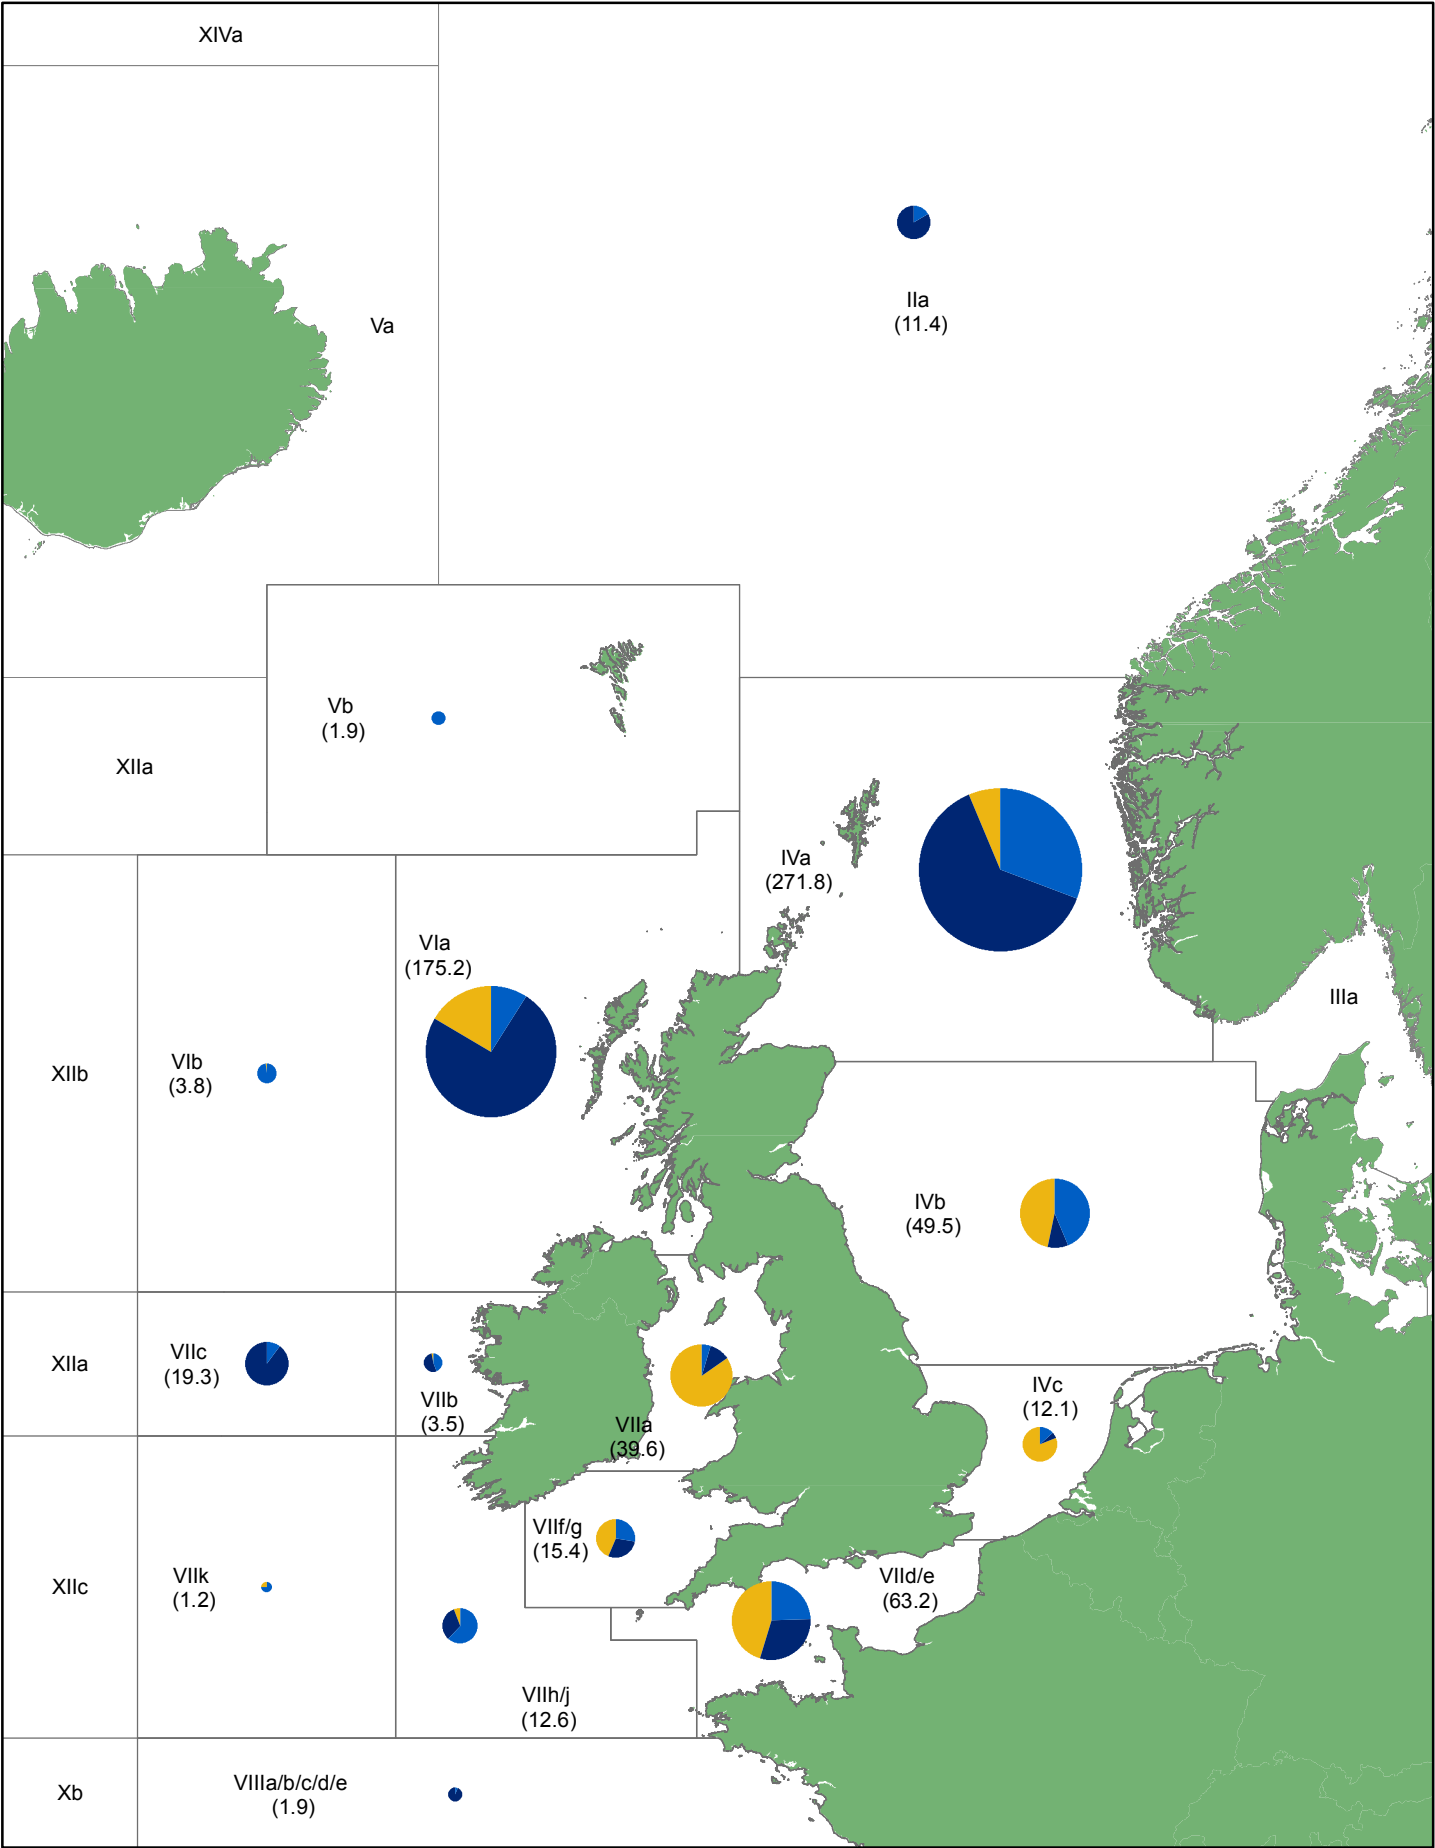 XIVa
IIa
(11.4)
Va
Vb
(1.9)
XIIa
IVa
(271.8)
VIa
(175.2)
IIIa
VIb
(3.8)
XIIb
IVb
(49.5)
VIIc
(19.3)
XIIa
VIIb
(3.5)
IVc
(12.1)
VIIa
(39.6)
VIIf/g
(15.4)
VIId/e
(63.2)
VIIk
(1.2)
XIIc
VIIh/j
(12.6)
VIIIa/b/c/d/e
(1.9)
Xb